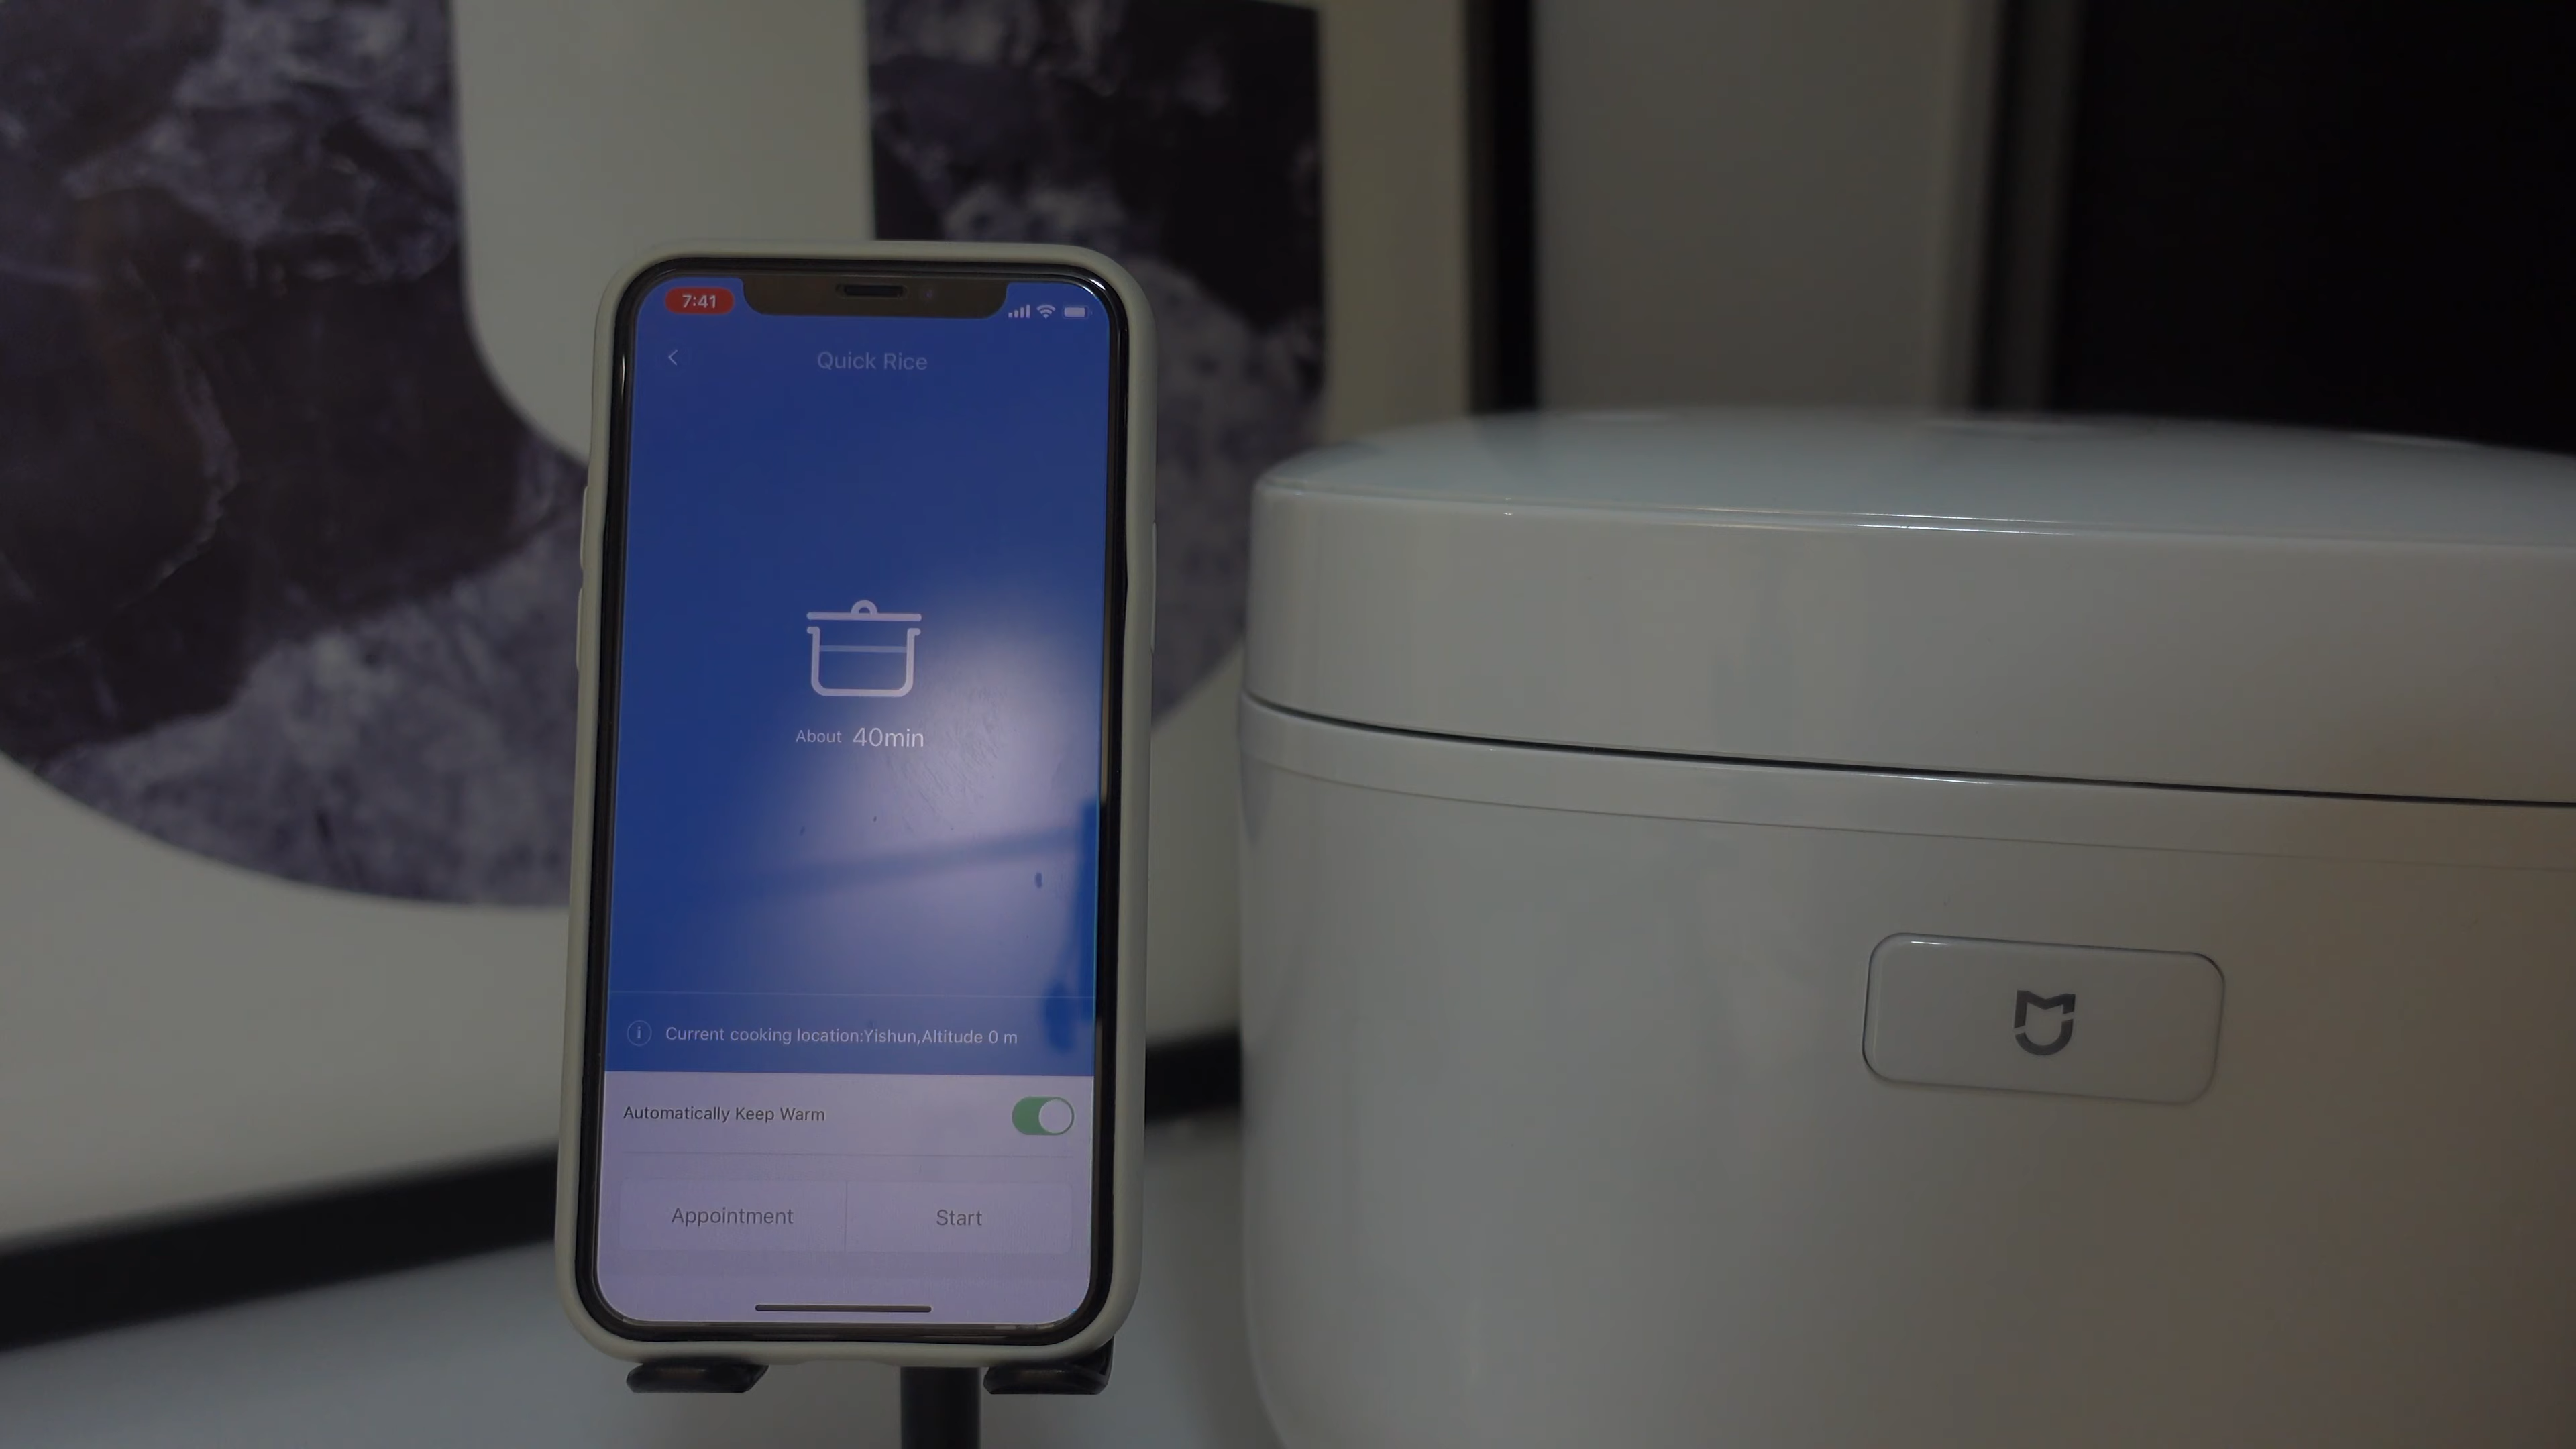 7:41
Quick Rice
About 40min
Current cooking location:Yishun,Altitude 0 m
Automatically Keep Warm
Appointment
Start